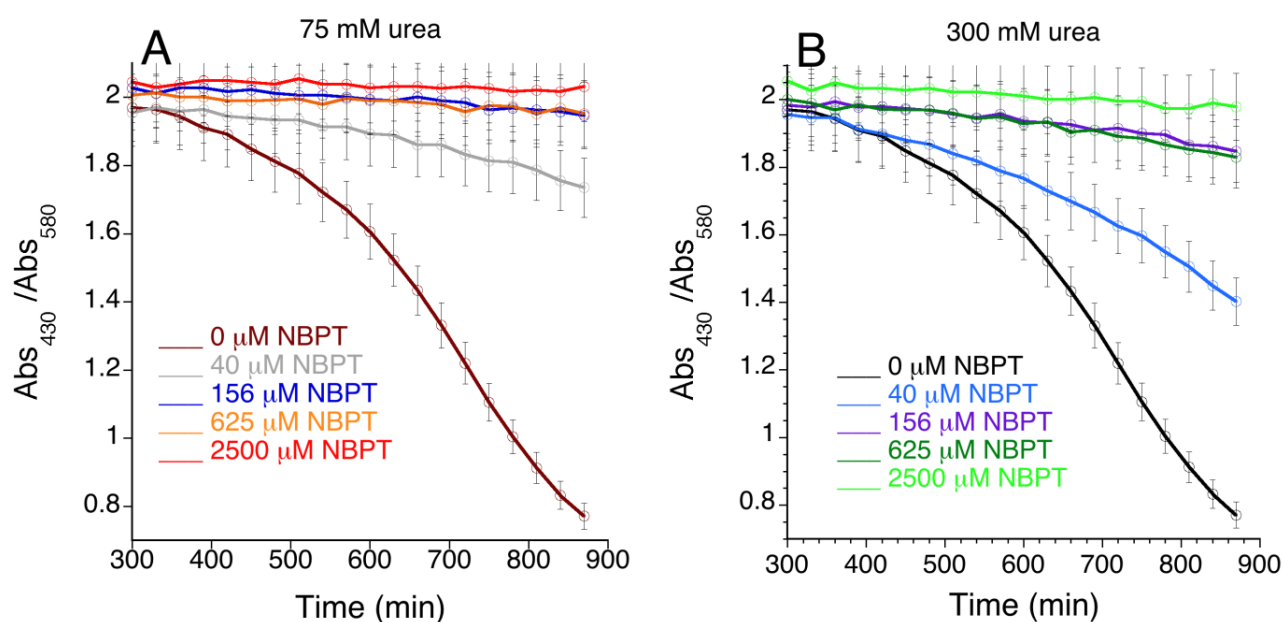 A
75 mM urea
2
1.8
1.6
1.4
1.2
1
0.8
Abs430/Abs580
0 μM NBPT
40 μM NBPT
156 μM NBPT
625 μM NBPT
2500 μM NBPT
300 400 500 600 700 800 900
Time (min)
B
300 mM urea
2
1.8
1.6
1.4
1.2
1
0.8
Abs430/Abs580
0 μM NBPT
40 μM NBPT
156 μM NBPT
625 μM NBPT
2500 μM NBPT
300 400 500 600 700 800 900
Time (min)